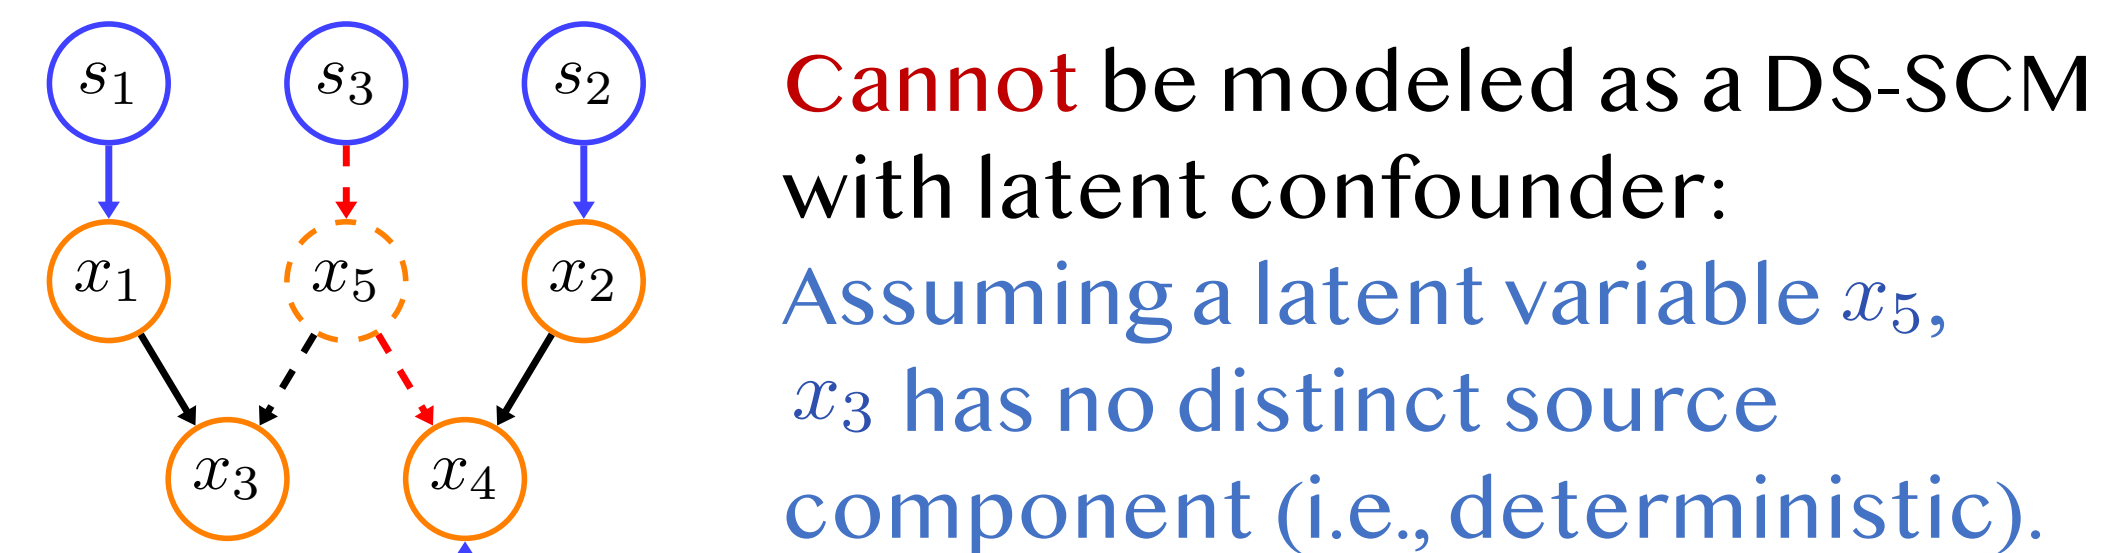 s₁ s₃ s₂
Cannot be modeled as a DS-SCM
with latent confounder:
x₁ x₅ x₂
Assuming a latent variable x₅,
x₃ has no distinct source
x₃ x₄
component (i.e., deterministic).